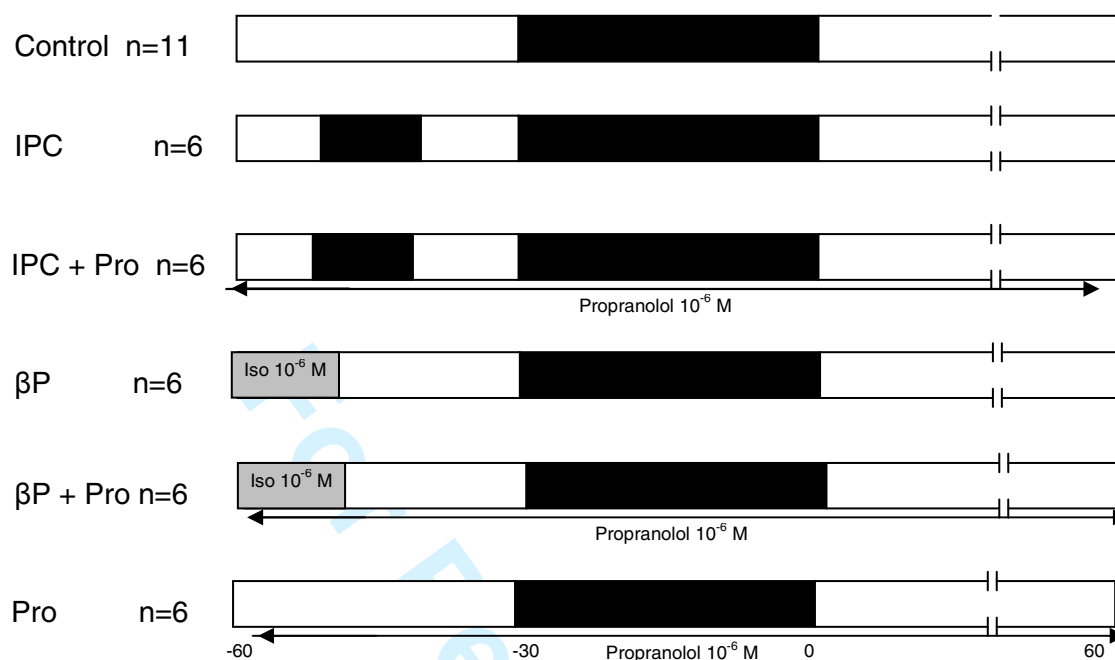 Control n=11
IPC n=6
IPC + Pro n=6
Propranolol 10⁻⁶ M
βP n=6
Iso 10⁻⁶ M
βP + Pro n=6
Iso 10⁻⁶ M
Propranolol 10⁻⁶ M
Pro n=6
-60 -30 Propranolol 10⁻⁶ M 0 60
For